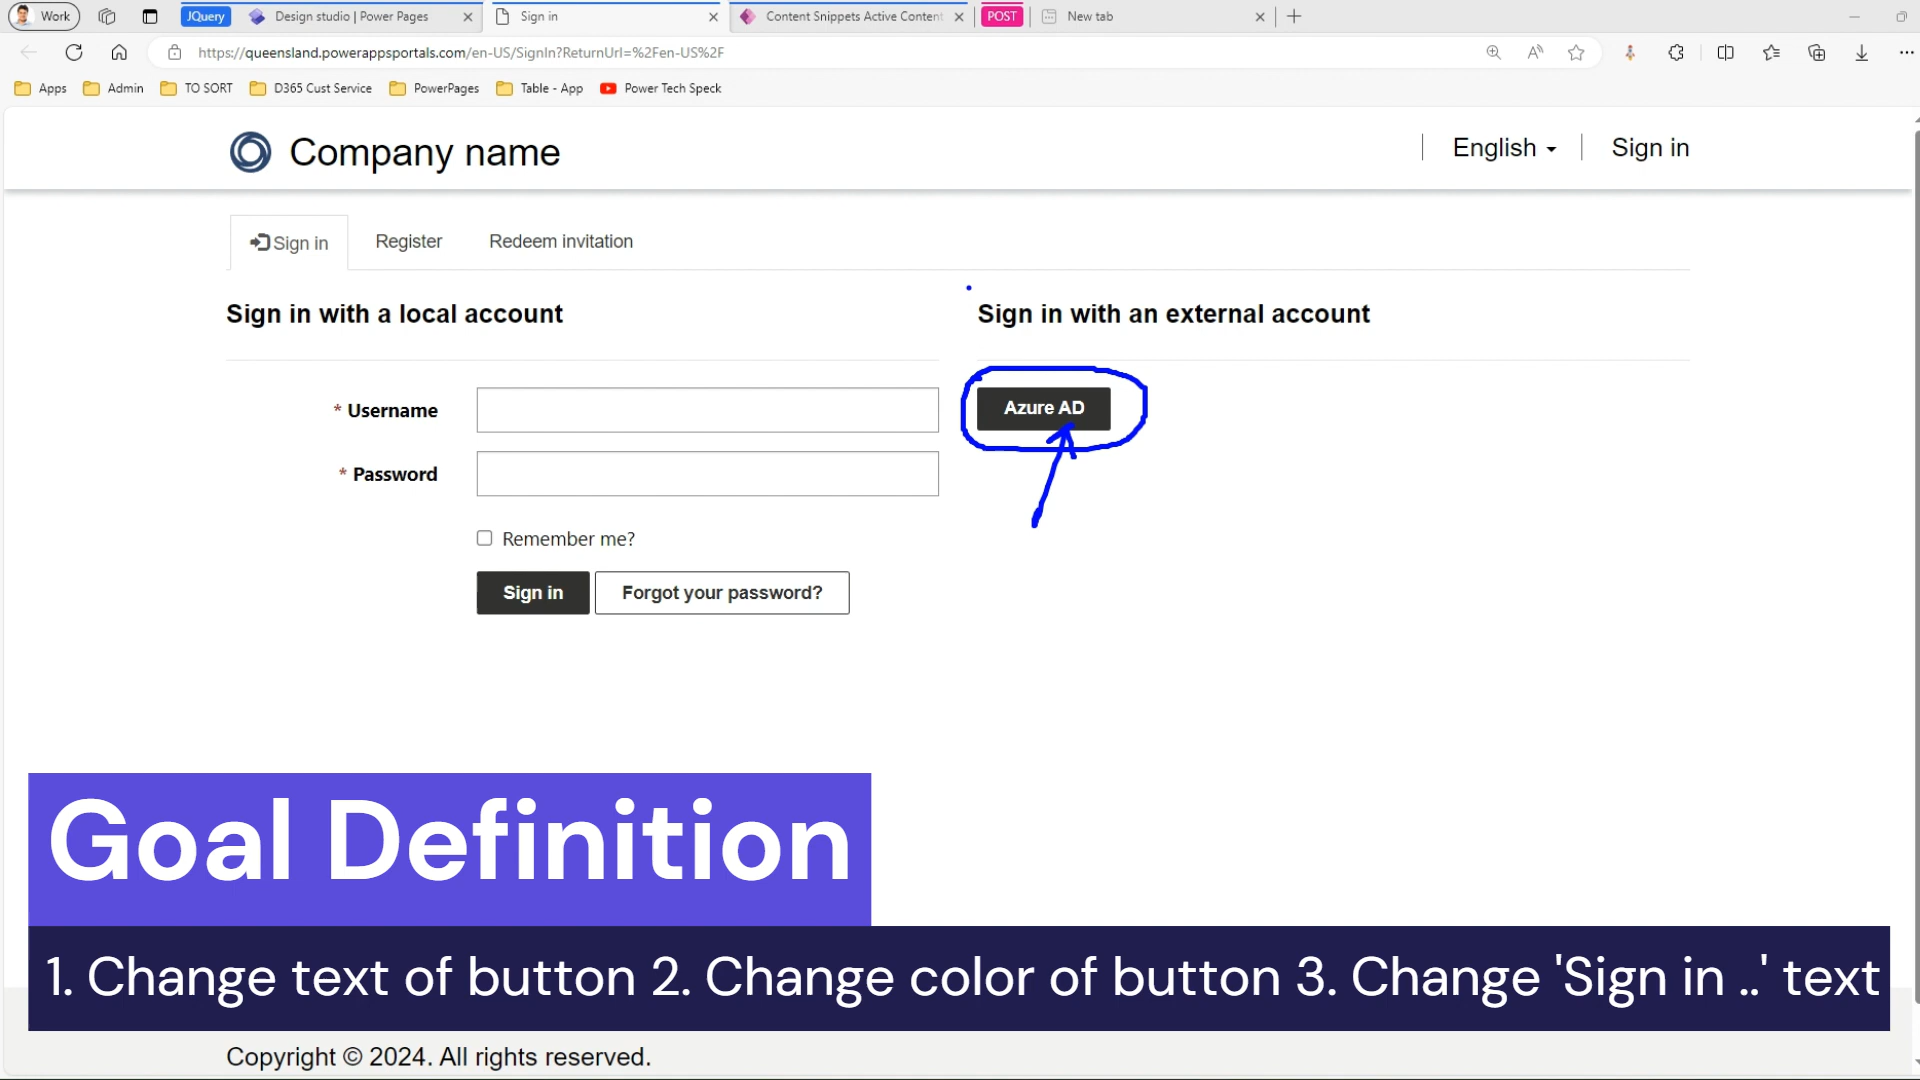 Work
JQuery
Design studio | Power Pages
Sign in
Content Snippets Active Content
POST
New tab
https://queensland.powerappsportals.com/en-US/SignIn?ReturnUrl=%2Fen-US%2F
Apps
Admin
TO SORT
D365 Cust Service
PowerPages
Table - App
Power Tech Speck
Company name
English
Sign in
Sign in
Register
Redeem invitation
Sign in with a local account
Sign in with an external account
* Username
Azure AD
* Password
Remember me?
Sign in
Forgot your password?
Goal Definition
1. Change text of button 2. Change color of button 3. Change 'Sign in ..' text
Copyright © 2024. All rights reserved.